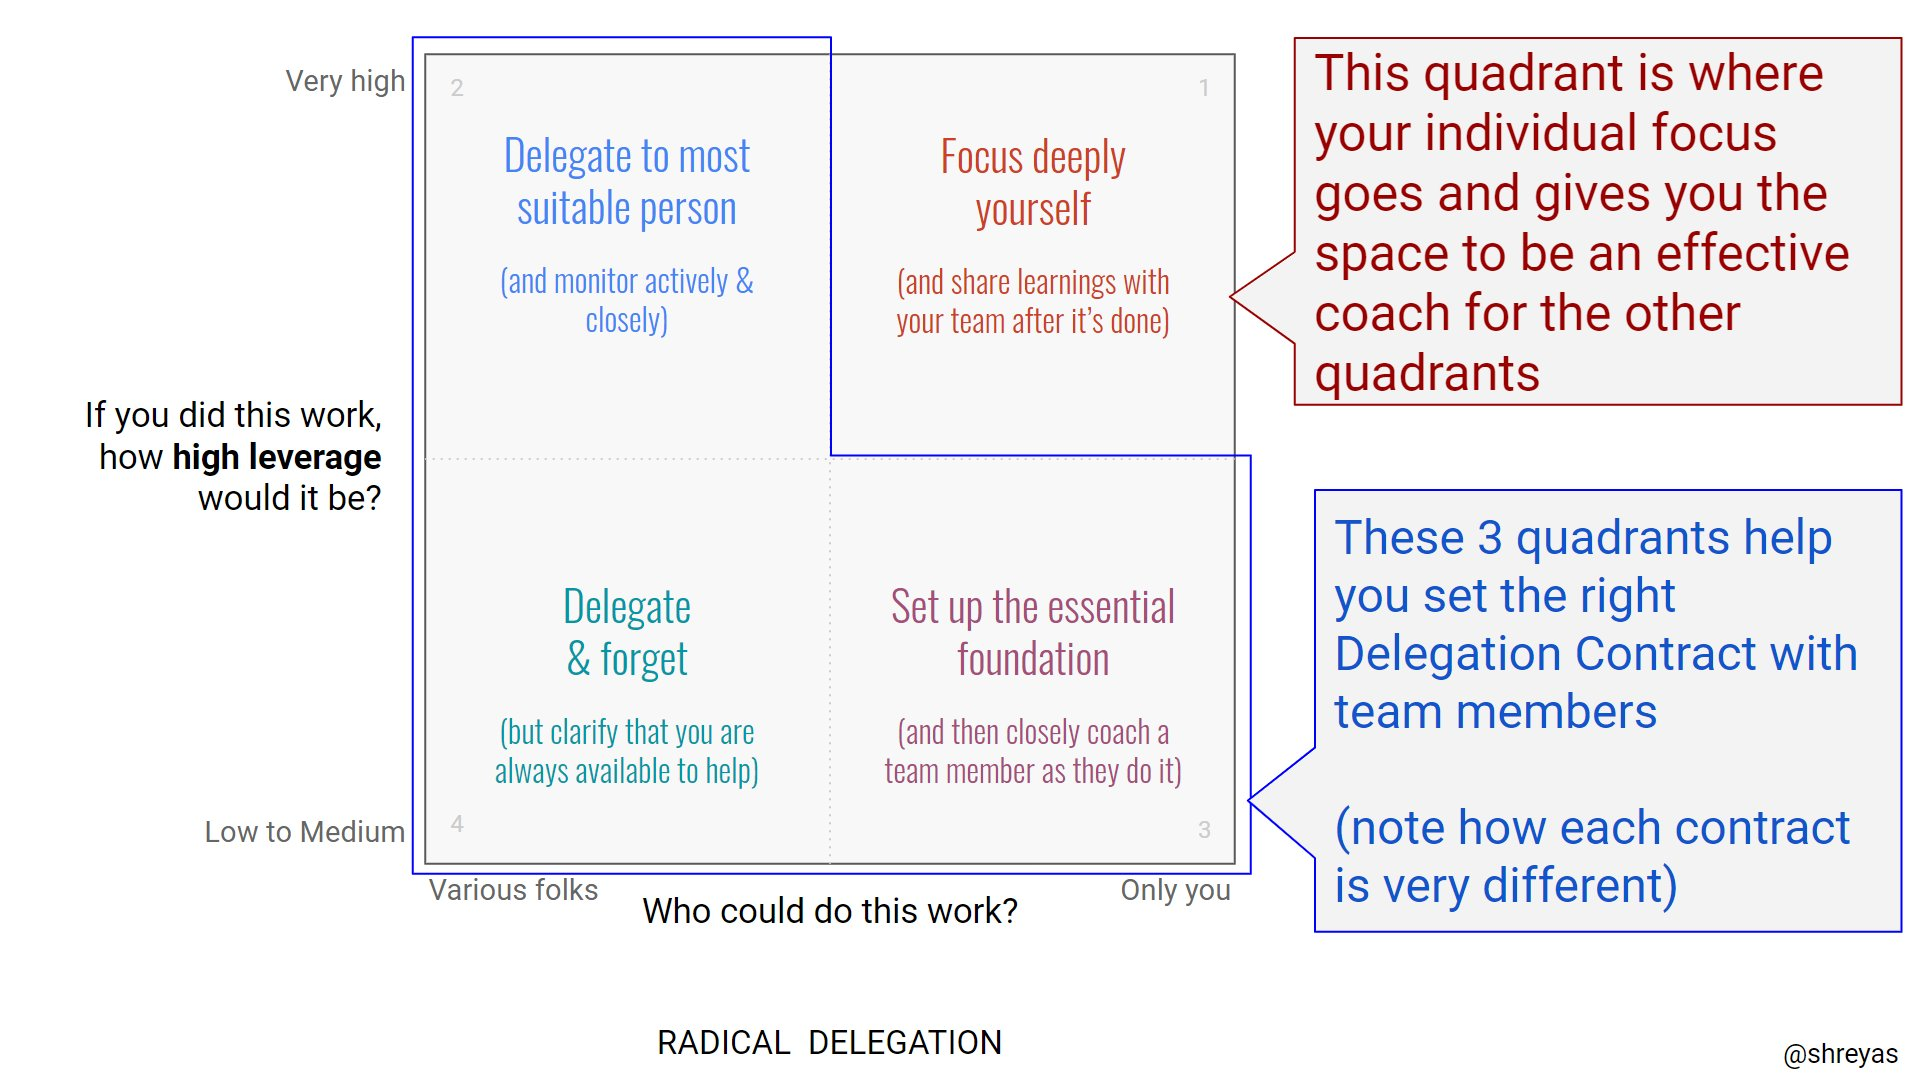 Very high
2
1
Delegate to most
suitable person
(and monitor actively &
closely)
Focus deeply
yourself
(and share learnings with
your team after it’s done)
This quadrant is where
your individual focus
goes and gives you the
space to be an effective
coach for the other
quadrants
If you did this work,
how high leverage
would it be?
These 3 quadrants help
you set the right
Delegation Contract with
team members
(note how each contract
is very different)
Delegate
& forget
(but clarify that you are
always available to help)
Set up the essential
foundation
(and then closely coach a
team member as they do it)
4
3
Low to Medium
Various folks
Only you
Who could do this work?
RADICAL DELEGATION
@shreyas